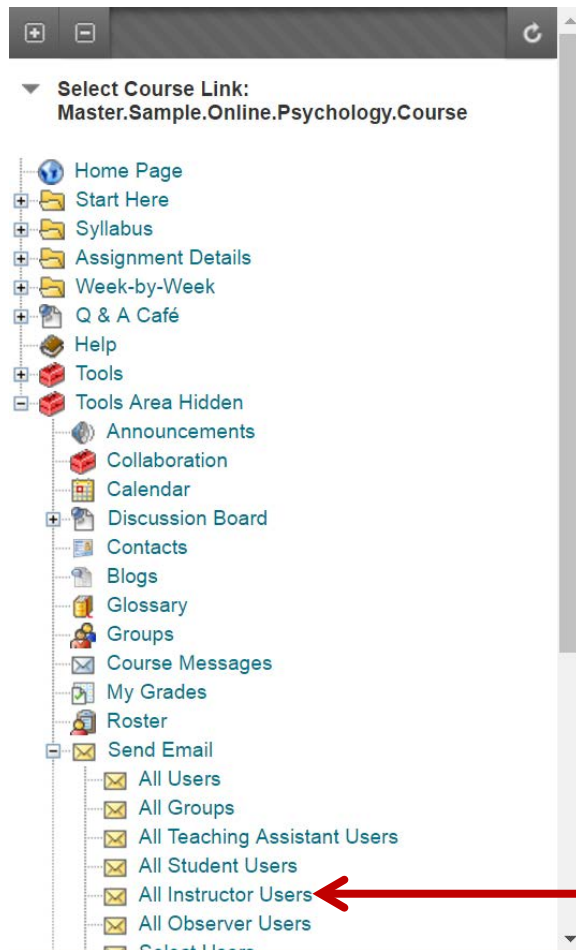 Select Course Link:
Master.Sample.Online.Psychology.Course
Home Page
Start Here
Syllabus
Assignment Details
Week-by-Week
Q & A Café
Help
Tools
Tools Area Hidden
Announcements
Collaboration
Calendar
Discussion Board
Contacts
Blogs
Glossary
Groups
Course Messages
My Grades
Roster
Send Email
All Users
All Groups
All Teaching Assistant Users
All Student Users
All Instructor Users
All Observer Users
Select Users